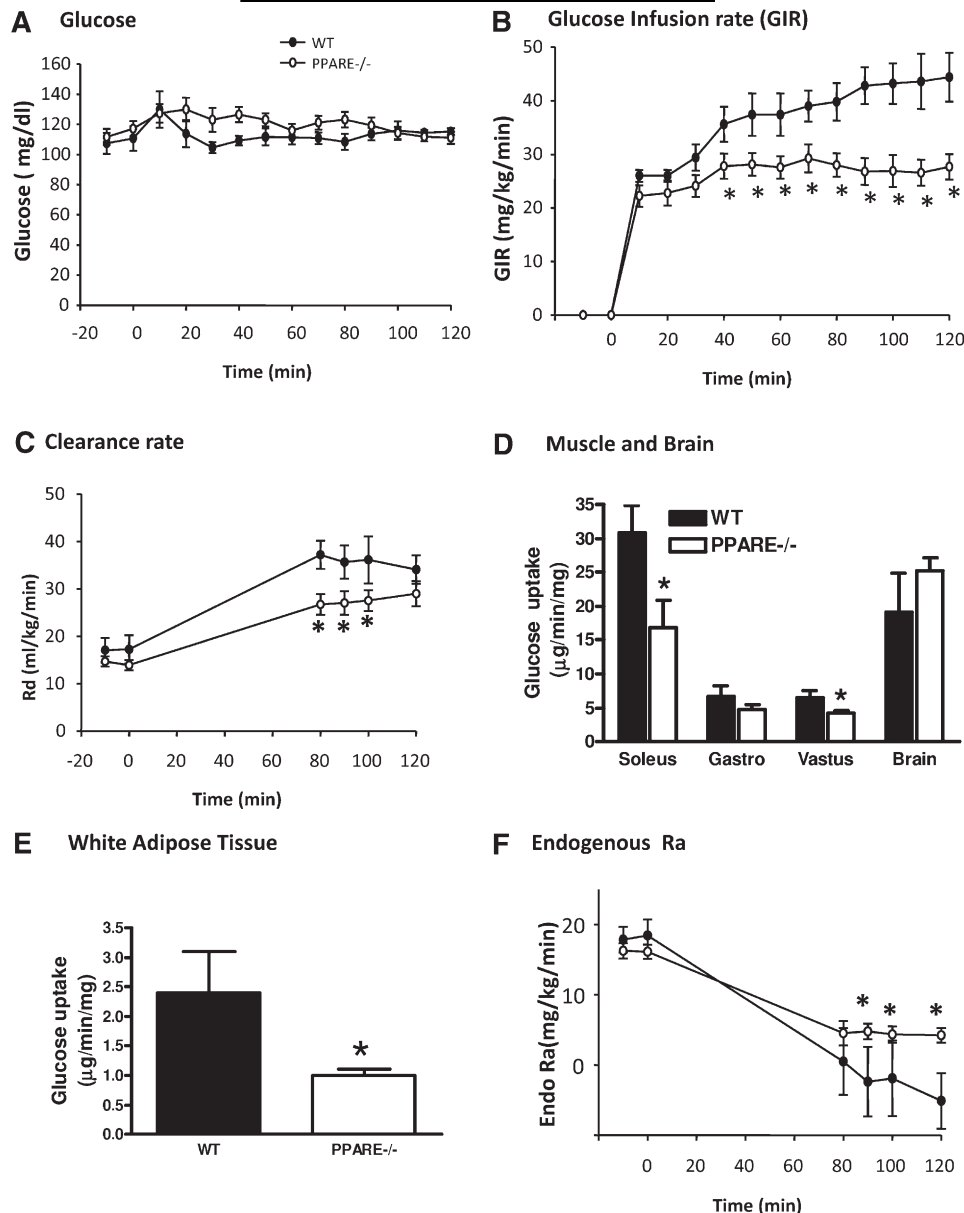 A Glucose
WT
PPARE-/-
160
140
120
100
80
60
40
20
0
Glucose ( mg/dl)
-20 0 20 40 60 80 100 120
Time (min)
B Glucose Infusion rate (GIR)
50
40
30
20
10
0
GIR (mg/kg/min)
* * * * * * * * *
0 20 40 60 80 100 120
Time (min)
C Clearance rate
50
40
30
20
10
0
Rd (ml/kg/min)
* * *
-20 0 20 40 60 80 100 120
Time (min)
D Muscle and Brain
WT
PPARE-/-
35
30
25
20
15
10
5
0
Glucose uptake
(μg/min/mg)
* *
Soleus Gastro Vastus Brain
E White Adipose Tissue
3.5
3.0
2.5
2.0
1.5
1.0
0.5
0.0
Glucose uptake
(μg/min/mg)
*
WT PPARE-/-
F Endogenous Ra
20
10
0
Endo Ra(mg/kg/min)
* * *
0 20 40 60 80 100 120
Time (min)